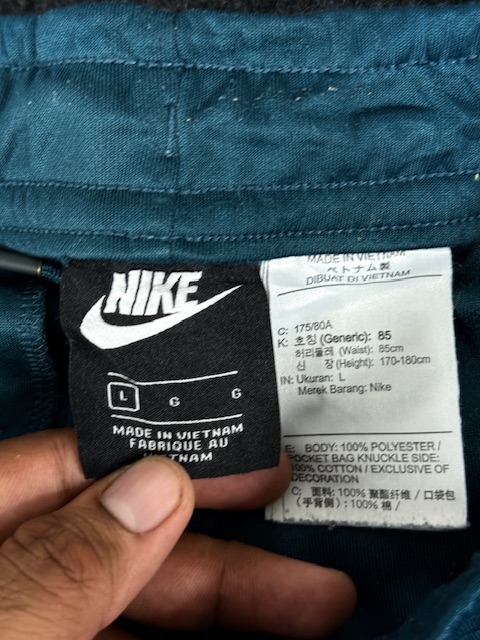 NIKE
L G G
MADE IN VIETNAM
FABRIQUE AU
VIETNAM
MADE IN VIETNAM
ベトナム製
DIBUAT DI VIETNAM
C: 175/80A
K: 호칭 (Generic): 85
허리둘레 (Waist): 85cm
신 장 (Height): 170-180cm
IN: Ukuran: L
Merek Barang: Nike
E: BODY: 100% POLYESTER /
POCKET BAG KNUCKLE SIDE:
100% COTTON / EXCLUSIVE OF
DECORATION
C: 面料: 100% 聚酯纤维 / 口袋包
(手背侧) : 100% 棉 /